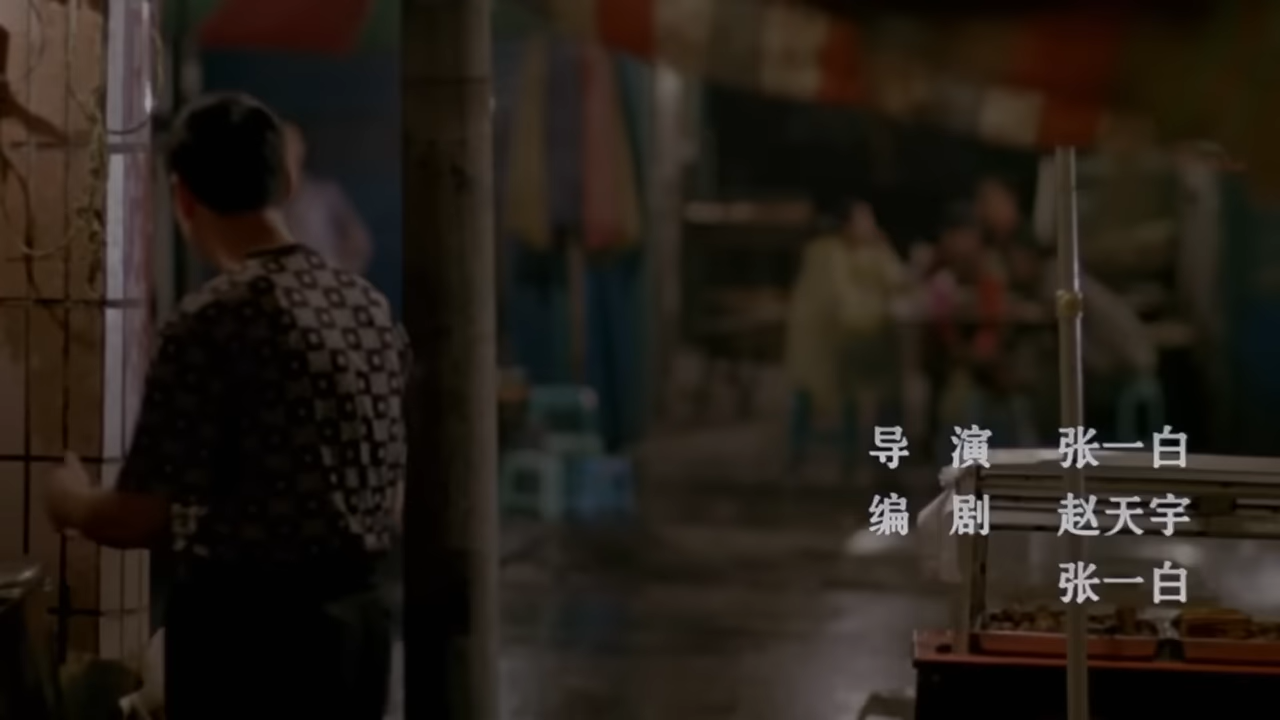 导 演 张一白
编 剧 赵天宇
张一白